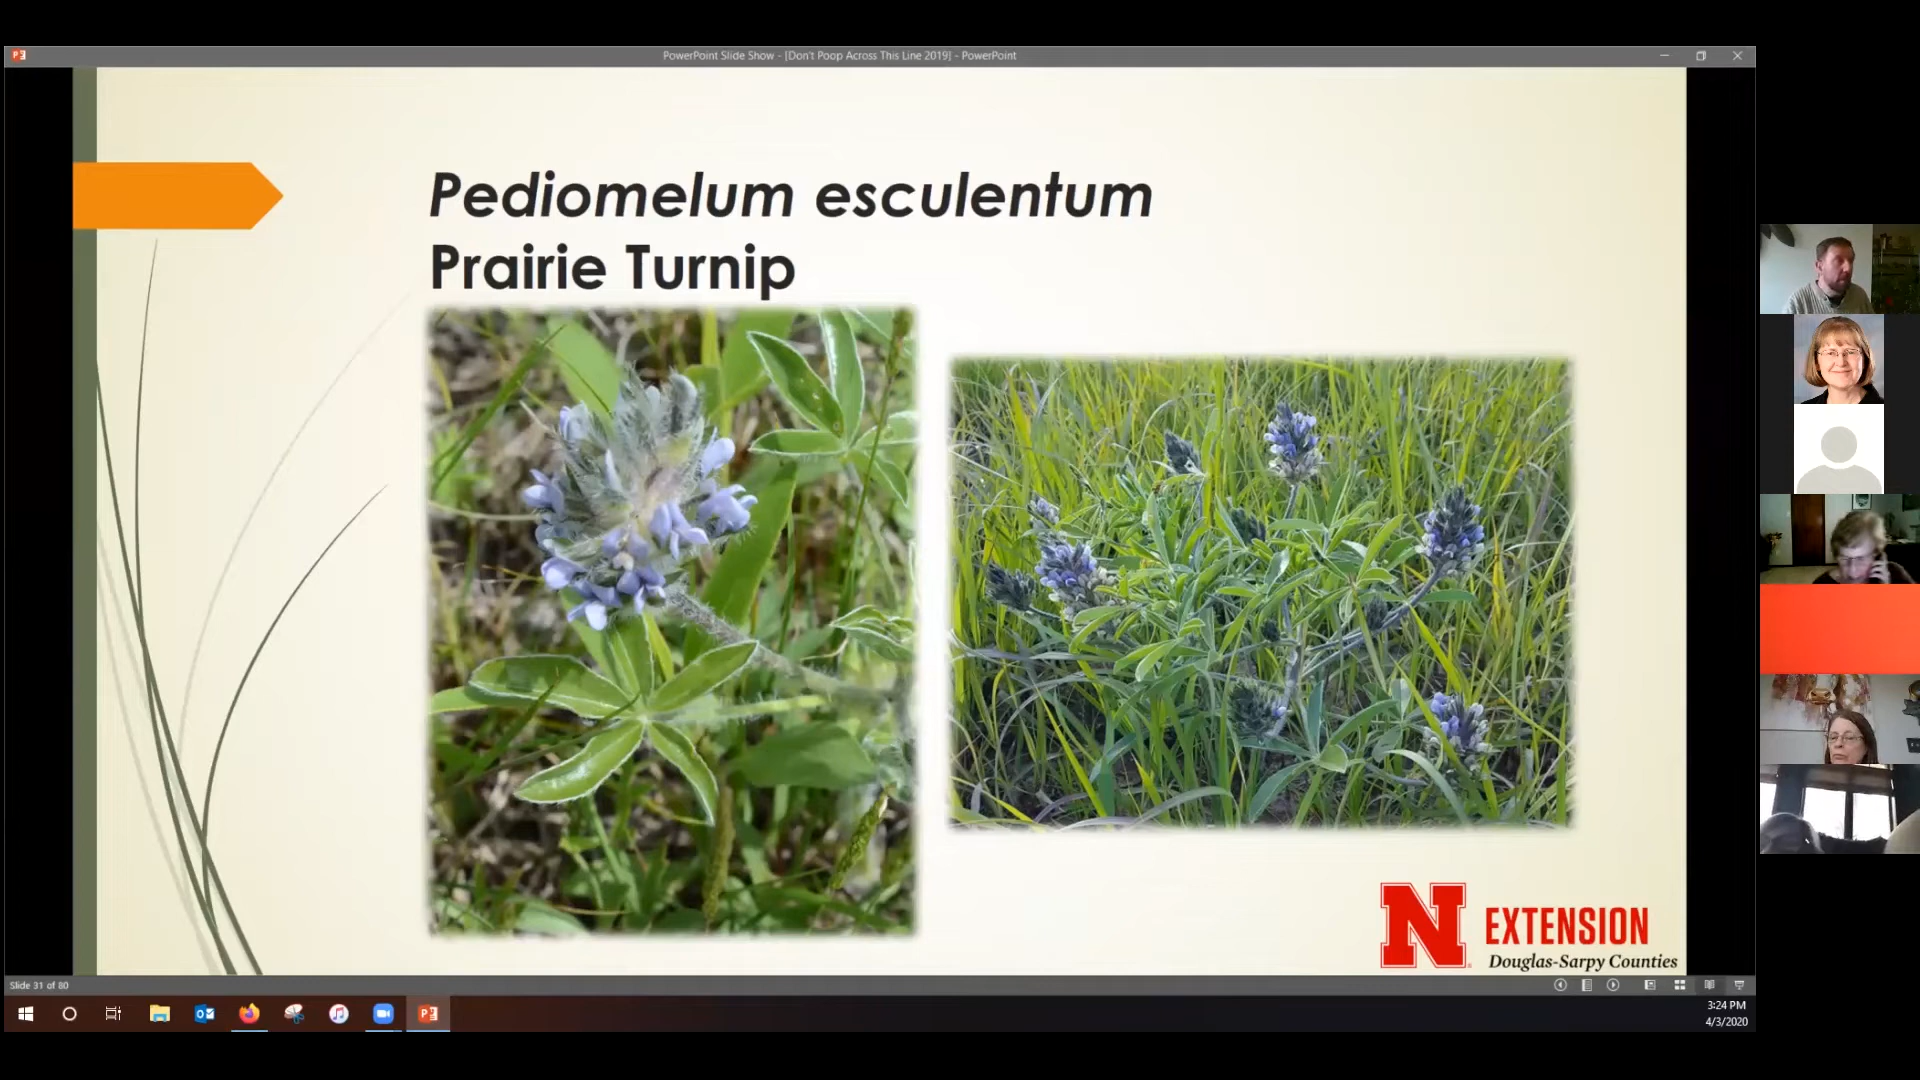 PowerPoint Slide Show - [Don't Poop Across This Line 2019] - PowerPoint
Pediomelum esculentum
Prairie Turnip
N EXTENSION
Douglas-Sarpy Counties
Slide 31 of 80
3:24 PM
4/3/2020